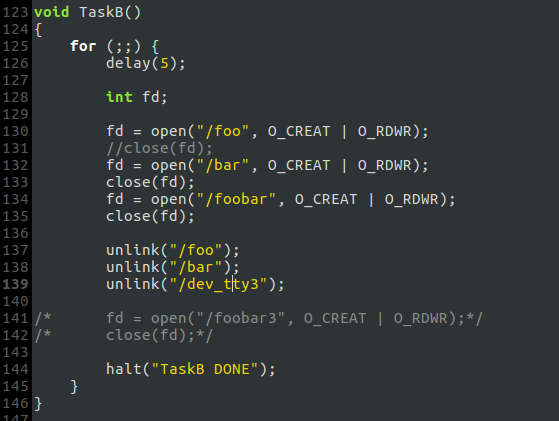 123 void TaskB()
124 {
125     for (;;) {
126         delay(5);
127
128         int fd;
129
130         fd = open("/foo", O_CREAT | O_RDWR);
131         //close(fd);
132         fd = open("/bar", O_CREAT | O_RDWR);
133         close(fd);
134         fd = open("/foobar", O_CREAT | O_RDWR);
135         close(fd);
136
137         unlink("/foo");
138         unlink("/bar");
139         unlink("/dev_tty3");
140
141 /*      fd = open("/foobar3", O_CREAT | O_RDWR);*/
142 /*      close(fd);*/
143
144         halt("TaskB DONE");
145     }
146 }
147